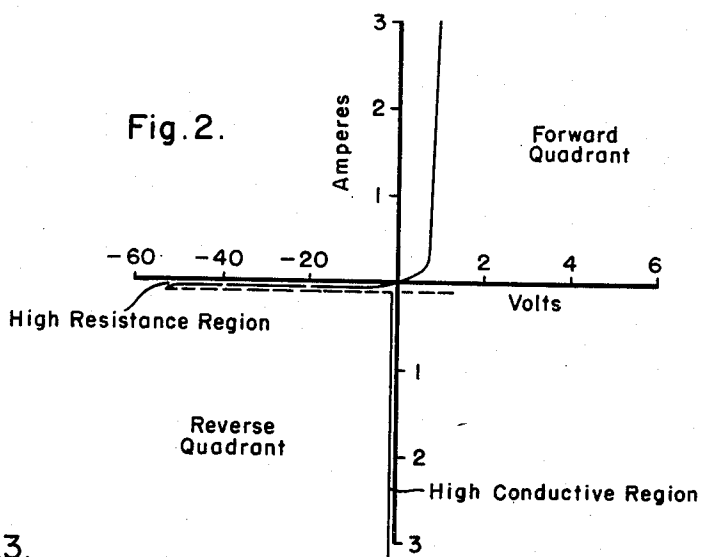 3
Fig.2.
2
Amperes
Forward
Quadrant
1
-60
-40
-20
2
4
6
Volts
High Resistance Region
1
Reverse
Quadrant
2
High Conductive Region
3.
3